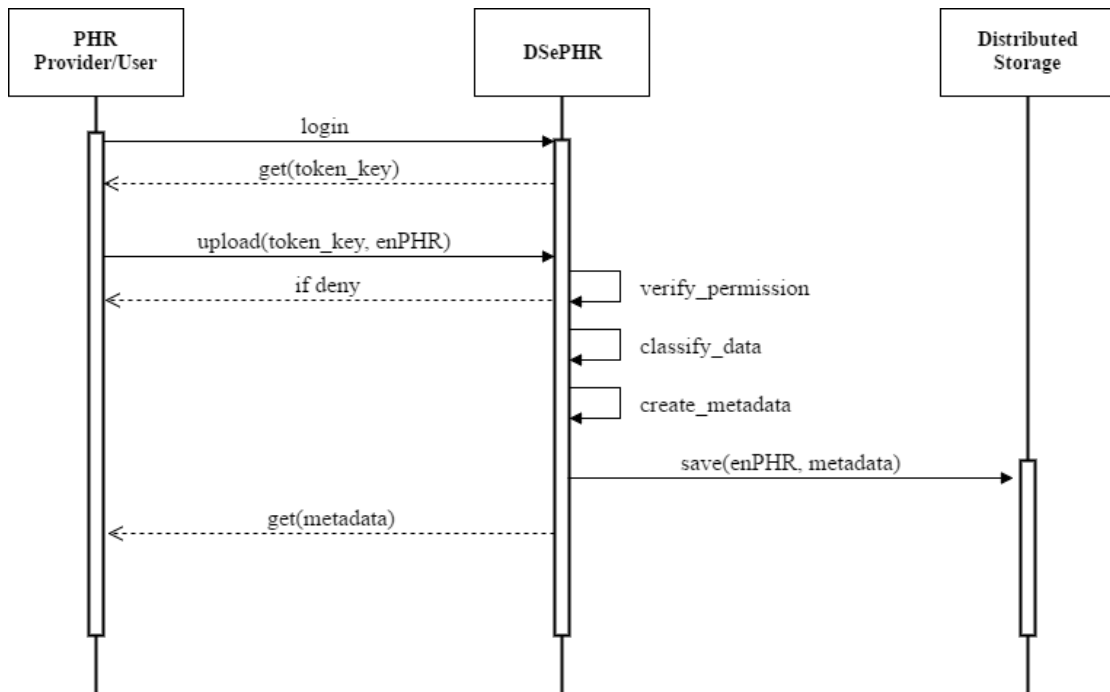 PHR
Provider/User
DSePHR
Distributed
Storage
login
get(token_key)
upload(token_key, enPHR)
if deny
verify_permission
classify_data
create_metadata
save(enPHR, metadata)
get(metadata)